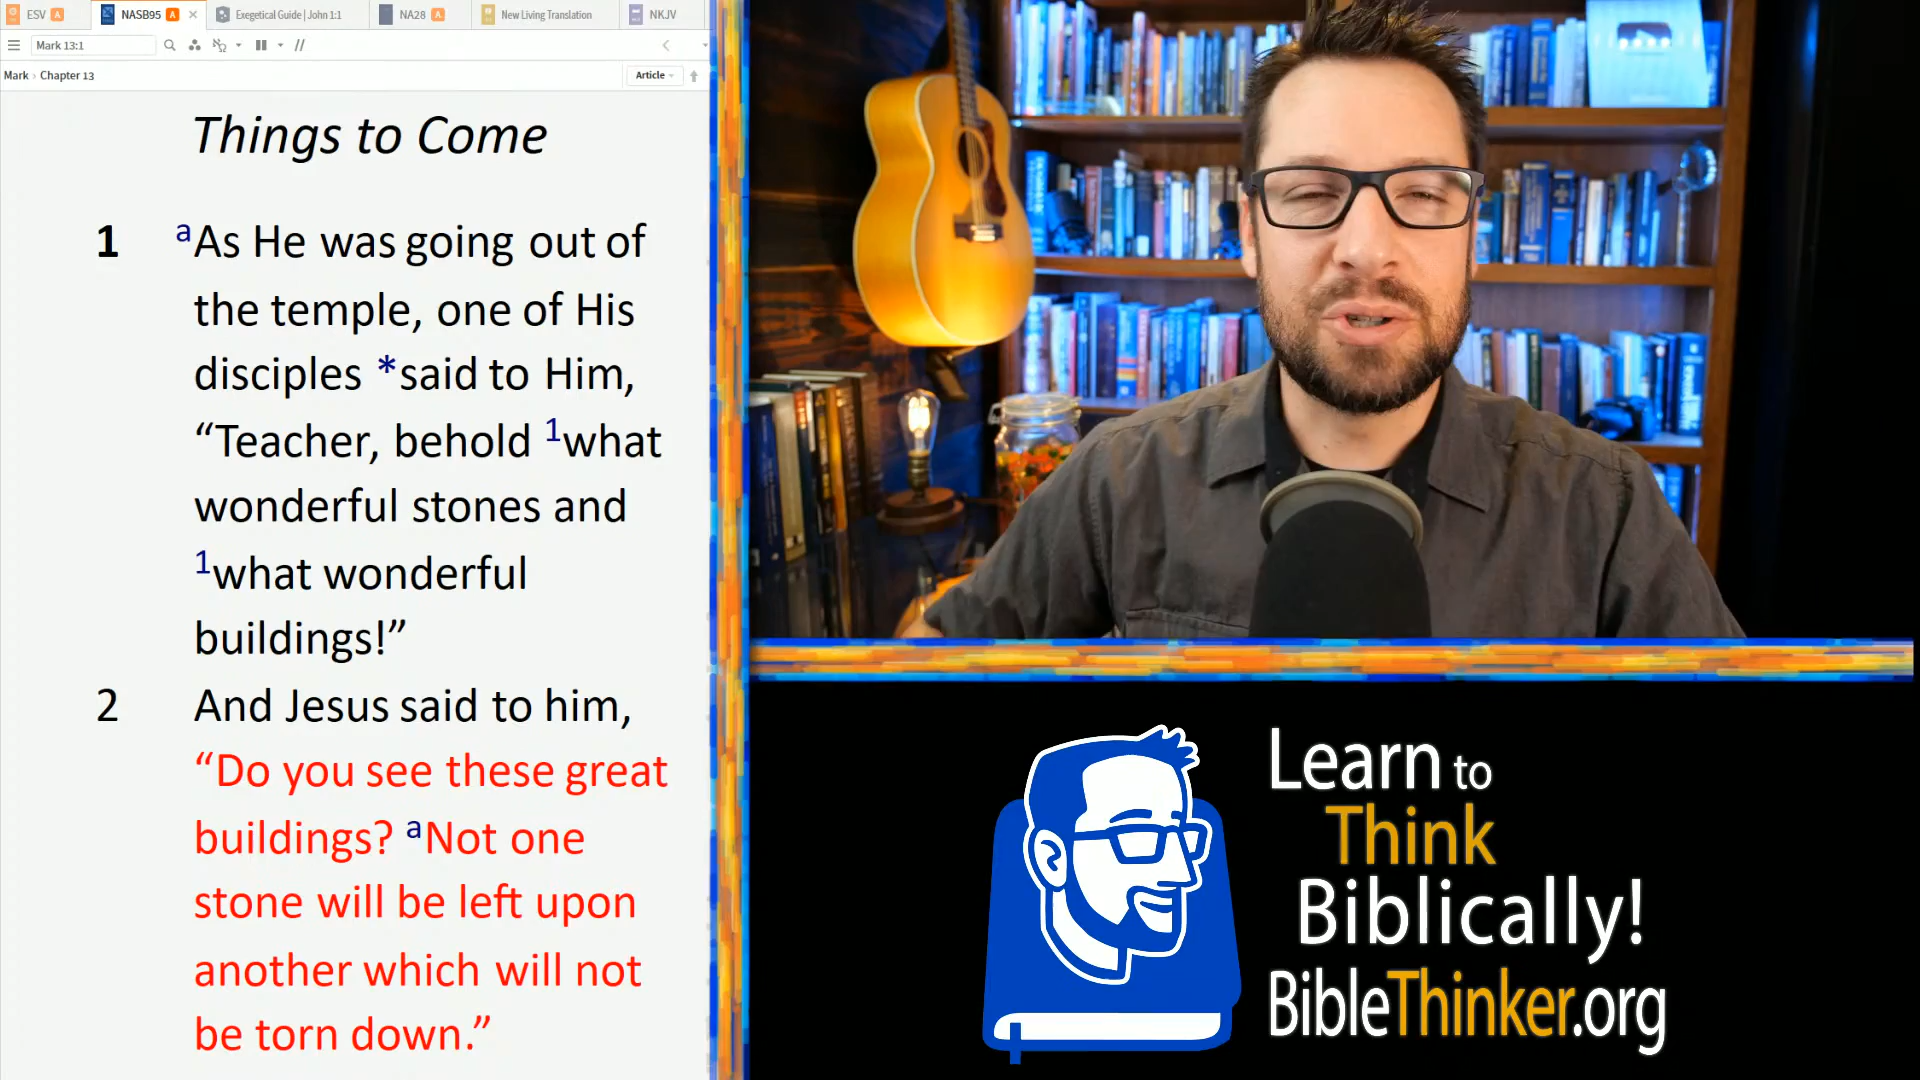 ESV A
NASB95 A ×
Exegetical Guide | John 1:1
NA28 A
New Living Translation
NKJV
Mark 13:1
Mark › Chapter 13
Article
Things to Come
1 aAs He was going out of
the temple, one of His
disciples *said to Him,
“Teacher, behold 1what
wonderful stones and
1what wonderful
buildings!”
2 And Jesus said to him,
“Do you see these great
buildings? aNot one
stone will be left upon
another which will not
be torn down.”
Learn to
Think
Biblically!
BibleThinker.org